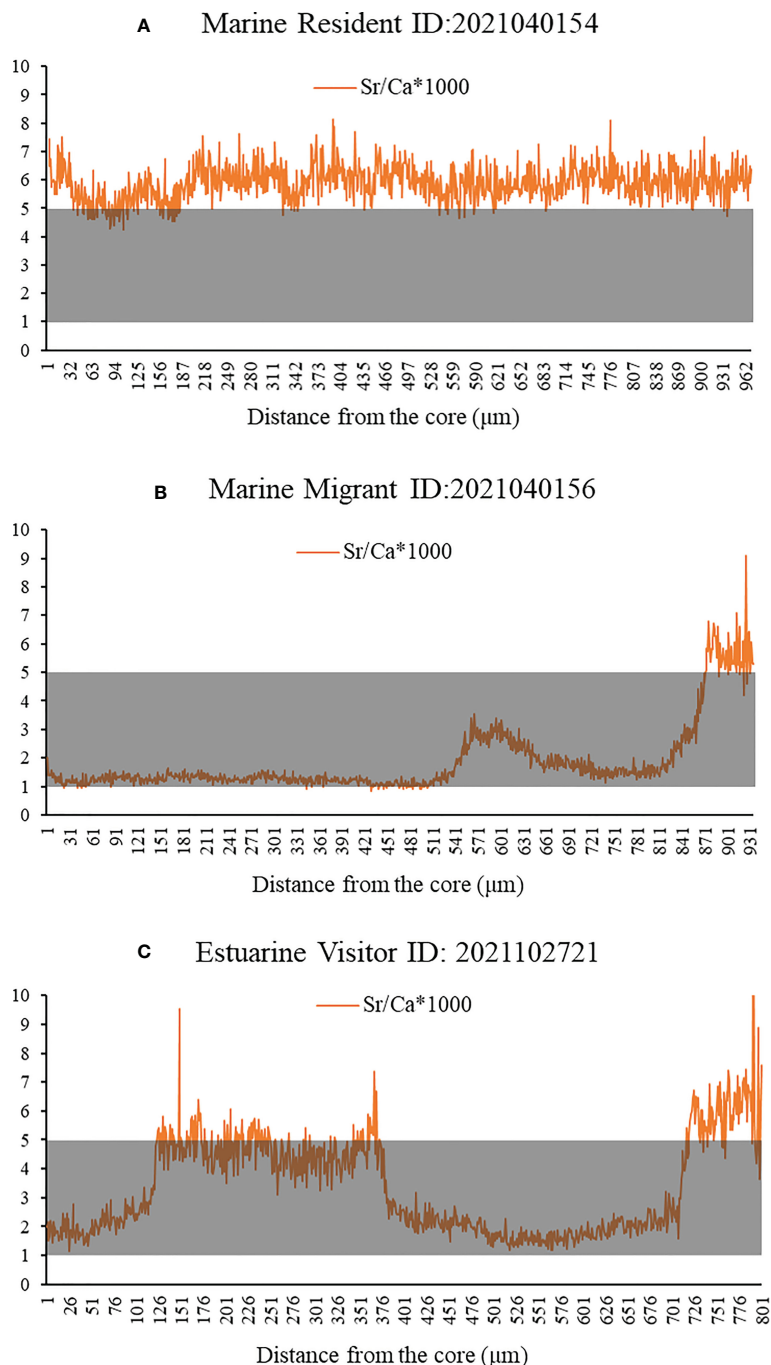 A Marine Resident ID:2021040154
Sr/Ca*1000
10
9
8
7
6
5
4
3
2
1
0
1 32 63 94 125 156 187 218 249 280 311 342 373 404 435 466 497 528 559 590 621 652 683 714 745 776 807 838 869 900 931 962
Distance from the core (μm)
B Marine Migrant ID:2021040156
Sr/Ca*1000
10
9
8
7
6
5
4
3
2
1
0
1 31 61 91 121 151 181 211 241 271 301 331 361 391 421 451 481 511 541 571 601 631 661 691 721 751 781 811 841 871 901 931
Distance from the core (μm)
C Estuarine Visitor ID: 2021102721
Sr/Ca*1000
10
9
8
7
6
5
4
3
2
1
0
1 26 51 76 101 126 151 176 201 226 251 276 301 326 351 376 401 426 451 476 501 526 551 576 601 626 651 676 701 726 751 776 801
Distance from the core (μm)